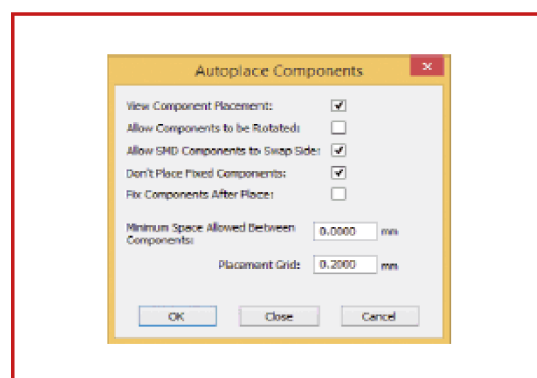 Autoplace Components
View Component Placement:
Allow Components to be Rotated:
Allow SMD Components to Swap Side:
Don't Place Fixed Components:
Fix Components After Place:
Minimum Space Allowed Between
Components:
0.0000 mm
Placement Grid: 0.2000 mm
OK Close Cancel